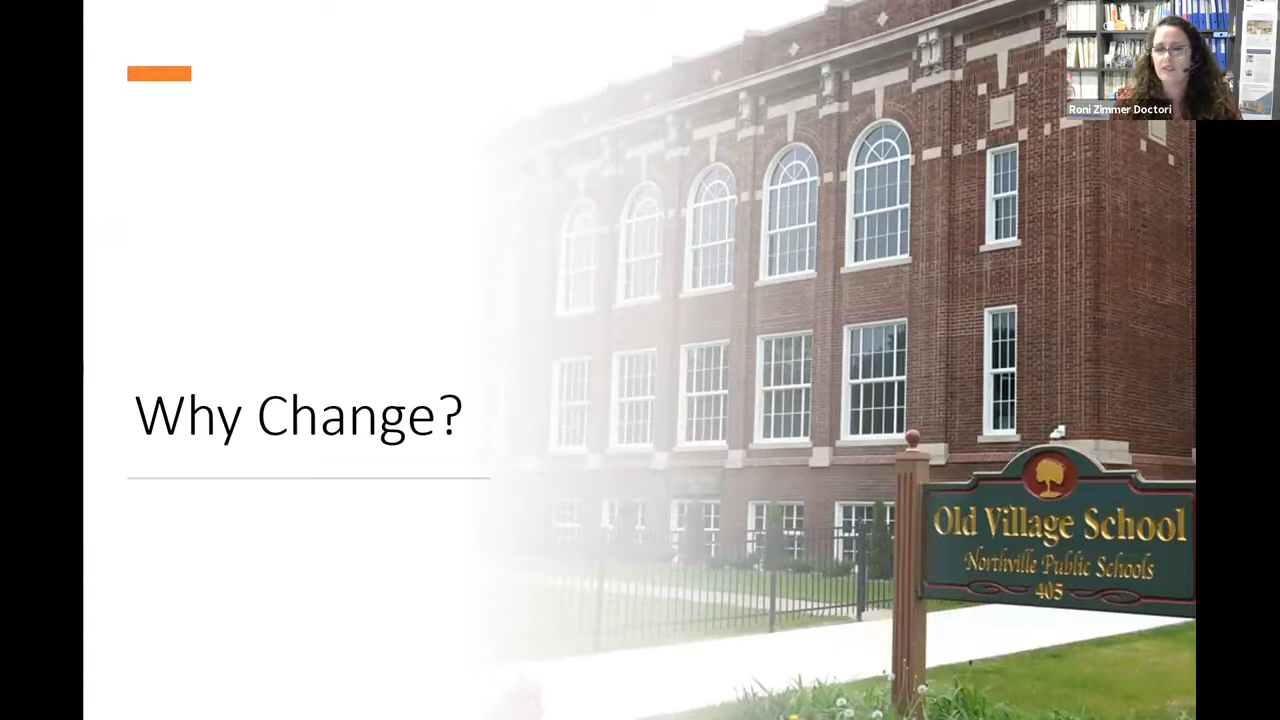 Roni Zimmer Doctori
Why Change?
Old Village School
Northville Public Schools
405